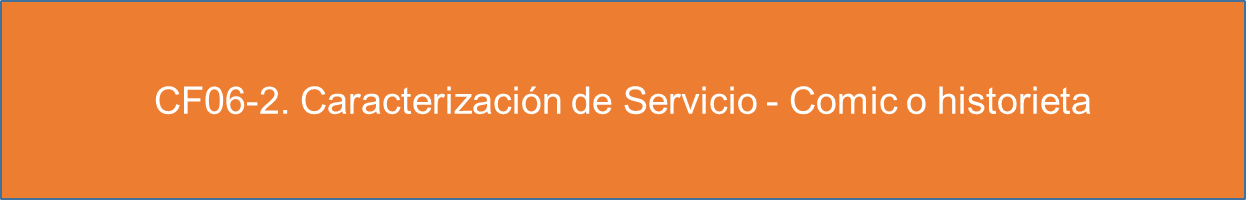 CF06-2. Caracterización de Servicio - Comic o historieta